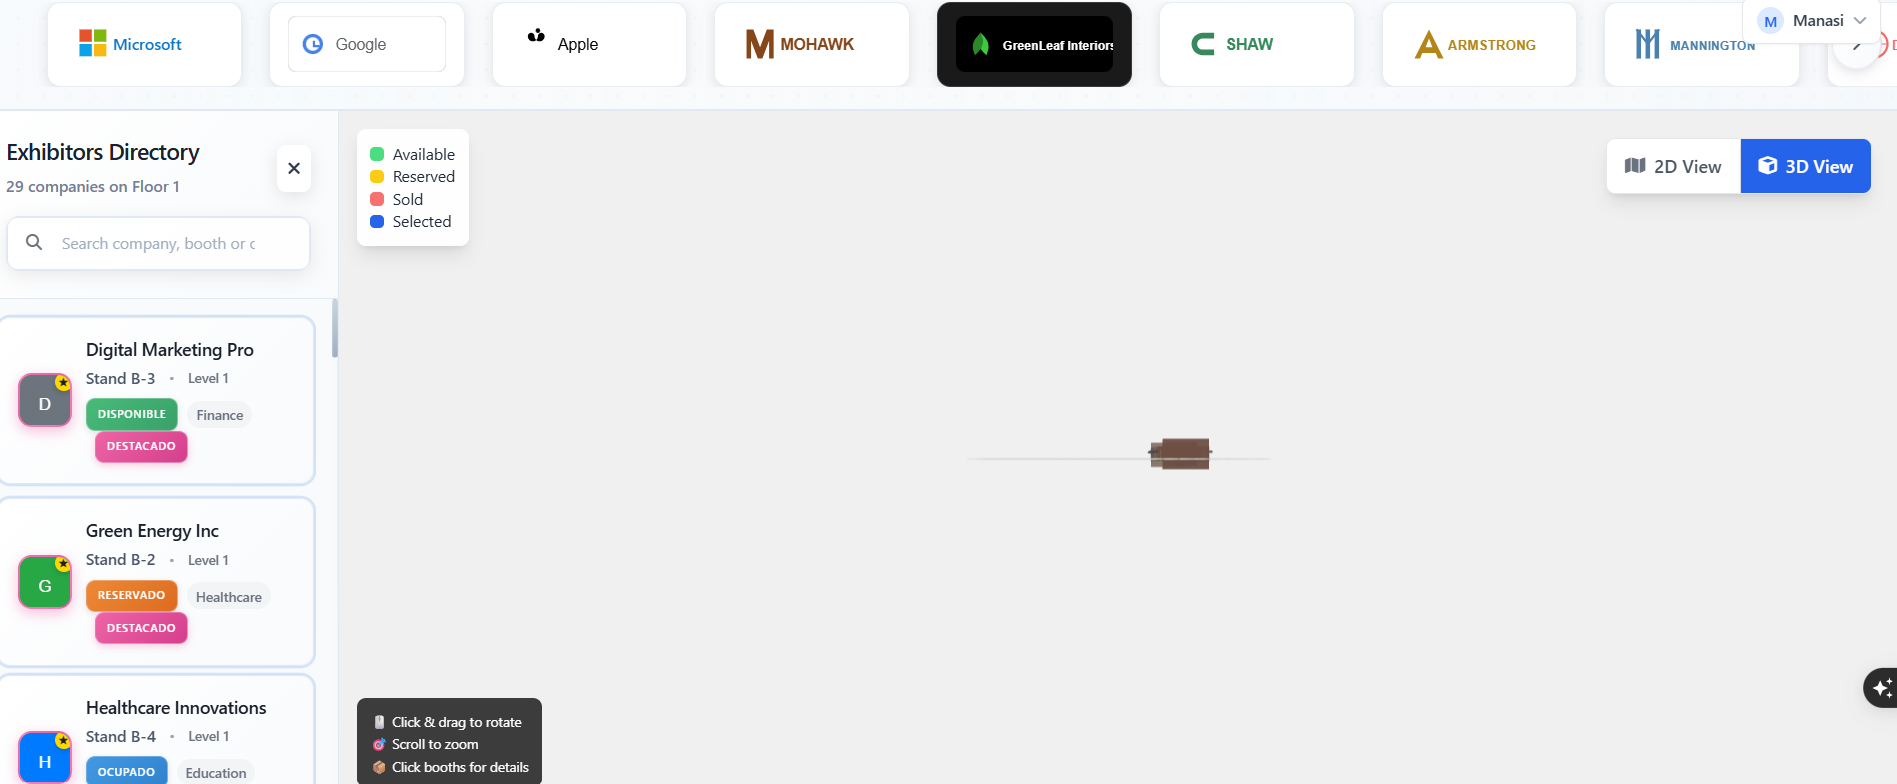 Microsoft
Google
Apple
MOHAWK
GreenLeaf Interiors
SHAW
ARMSTRONG
MANNINGTON
M Manasi
Exhibitors Directory
29 companies on Floor 1
Search company, booth or c
Digital Marketing Pro
Stand B-3 • Level 1
D
DISPONIBLE Finance
DESTACADO
Green Energy Inc
Stand B-2 • Level 1
G
RESERVADO Healthcare
DESTACADO
Healthcare Innovations
Stand B-4 • Level 1
H
OCUPADO Education
Available
Reserved
Sold
Selected
2D View
3D View
Click & drag to rotate
Scroll to zoom
Click booths for details